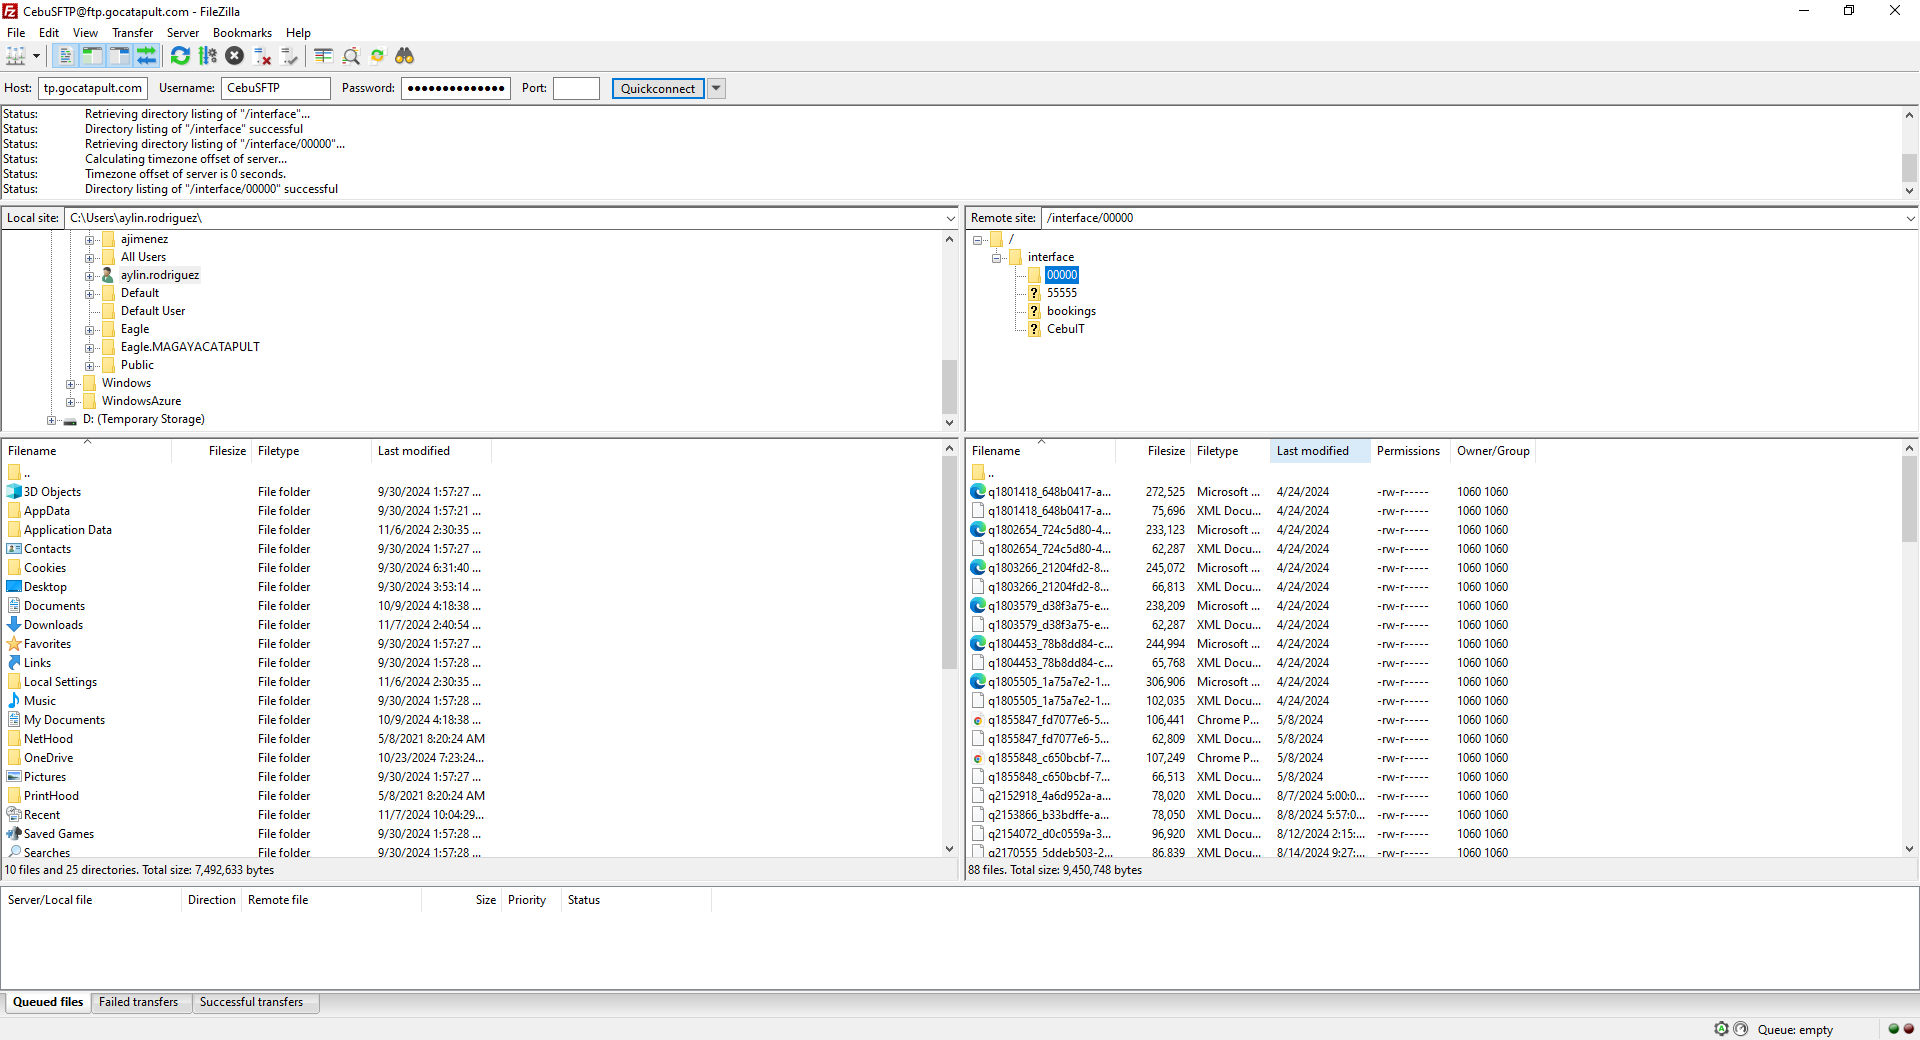 CebuSFTP@ftp.gocatapult.com - FileZilla
File Edit View Transfer Server Bookmarks Help
Host: tp.gocatapult.com Username: CebuSFTP Password: ●●●●●●●●●●●●●● Port: Quickconnect
Status: Retrieving directory listing of "/interface"...
Status: Directory listing of "/interface" successful
Status: Retrieving directory listing of "/interface/00000"...
Status: Calculating timezone offset of server...
Status: Timezone offset of server is 0 seconds.
Status: Directory listing of "/interface/00000" successful
Local site: C:\Users\aylin.rodriguez\
ajimenez
All Users
aylin.rodriguez
Default
Default User
Eagle
Eagle.MAGAYACATAPULT
Public
Windows
WindowsAzure
D: (Temporary Storage)
Remote site: /interface/00000
/
interface
00000
? 55555
? bookings
? CebuIT
Filename Filesize Filetype Last modified
..
3D Objects File folder 9/30/2024 1:57:27 ...
AppData File folder 9/30/2024 1:57:21 ...
Application Data File folder 11/6/2024 2:30:35 ...
Contacts File folder 9/30/2024 1:57:27 ...
Cookies File folder 9/30/2024 6:31:40 ...
Desktop File folder 9/30/2024 3:53:14 ...
Documents File folder 10/9/2024 4:18:38 ...
Downloads File folder 11/7/2024 2:40:54 ...
Favorites File folder 9/30/2024 1:57:27 ...
Links File folder 9/30/2024 1:57:28 ...
Local Settings File folder 11/6/2024 2:30:35 ...
Music File folder 9/30/2024 1:57:28 ...
My Documents File folder 10/9/2024 4:18:38 ...
NetHood File folder 5/8/2021 8:20:24 AM
OneDrive File folder 10/23/2024 7:23:24...
Pictures File folder 9/30/2024 1:57:27 ...
PrintHood File folder 5/8/2021 8:20:24 AM
Recent File folder 11/7/2024 10:04:29...
Saved Games File folder 9/30/2024 1:57:28 ...
Searches File folder 9/30/2024 1:57:28 ...
10 files and 25 directories. Total size: 7,492,633 bytes
Filename Filesize Filetype Last modified Permissions Owner/Group
..
q1801418_648b0417-a... 272,525 Microsoft ... 4/24/2024 -rw-r----- 1060 1060
q1801418_648b0417-a... 75,696 XML Docu... 4/24/2024 -rw-r----- 1060 1060
q1802654_724c5d80-4... 233,123 Microsoft ... 4/24/2024 -rw-r----- 1060 1060
q1802654_724c5d80-4... 62,287 XML Docu... 4/24/2024 -rw-r----- 1060 1060
q1803266_21204fd2-8... 245,072 Microsoft ... 4/24/2024 -rw-r----- 1060 1060
q1803266_21204fd2-8... 66,813 XML Docu... 4/24/2024 -rw-r----- 1060 1060
q1803579_d38f3a75-e... 238,209 Microsoft ... 4/24/2024 -rw-r----- 1060 1060
q1803579_d38f3a75-e... 62,287 XML Docu... 4/24/2024 -rw-r----- 1060 1060
q1804453_78b8dd84-c... 244,994 Microsoft ... 4/24/2024 -rw-r----- 1060 1060
q1804453_78b8dd84-c... 65,768 XML Docu... 4/24/2024 -rw-r----- 1060 1060
q1805505_1a75a7e2-1... 306,906 Microsoft ... 4/24/2024 -rw-r----- 1060 1060
q1805505_1a75a7e2-1... 102,035 XML Docu... 4/24/2024 -rw-r----- 1060 1060
q1855847_fd7077e6-5... 106,441 Chrome P... 5/8/2024 -rw-r----- 1060 1060
q1855847_fd7077e6-5... 62,809 XML Docu... 5/8/2024 -rw-r----- 1060 1060
q1855848_c650bcbf-7... 107,249 Chrome P... 5/8/2024 -rw-r----- 1060 1060
q1855848_c650bcbf-7... 66,513 XML Docu... 5/8/2024 -rw-r----- 1060 1060
q2152918_4a6d952a-a... 78,020 XML Docu... 8/7/2024 5:00:0... -rw-r----- 1060 1060
q2153866_b33bdffe-a... 78,050 XML Docu... 8/8/2024 5:57:0... -rw-r----- 1060 1060
q2154072_d0c0559a-3... 96,920 XML Docu... 8/12/2024 2:15:... -rw-r----- 1060 1060
q2170555_5ddeb503-2... 86,839 XML Docu... 8/14/2024 9:27:... -rw-r----- 1060 1060
88 files. Total size: 9,450,748 bytes
Server/Local file Direction Remote file Size Priority Status
Queued files Failed transfers Successful transfers
Queue: empty